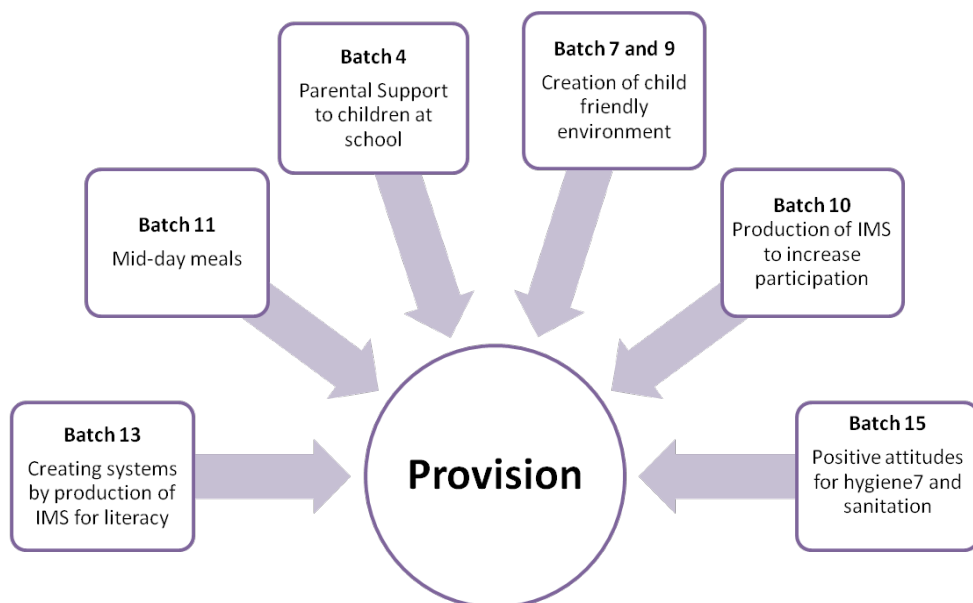 Batch 4
Parental Support
to children at
school
Batch 7 and 9
Creation of child
friendly
environment
Batch 11
Mid-day meals
Batch 10
Production of IMS
to increase
participation
Batch 13
Creating systems
by production of
IMS for literacy
Provision
Batch 15
Positive attitudes
for hygiene7 and
sanitation